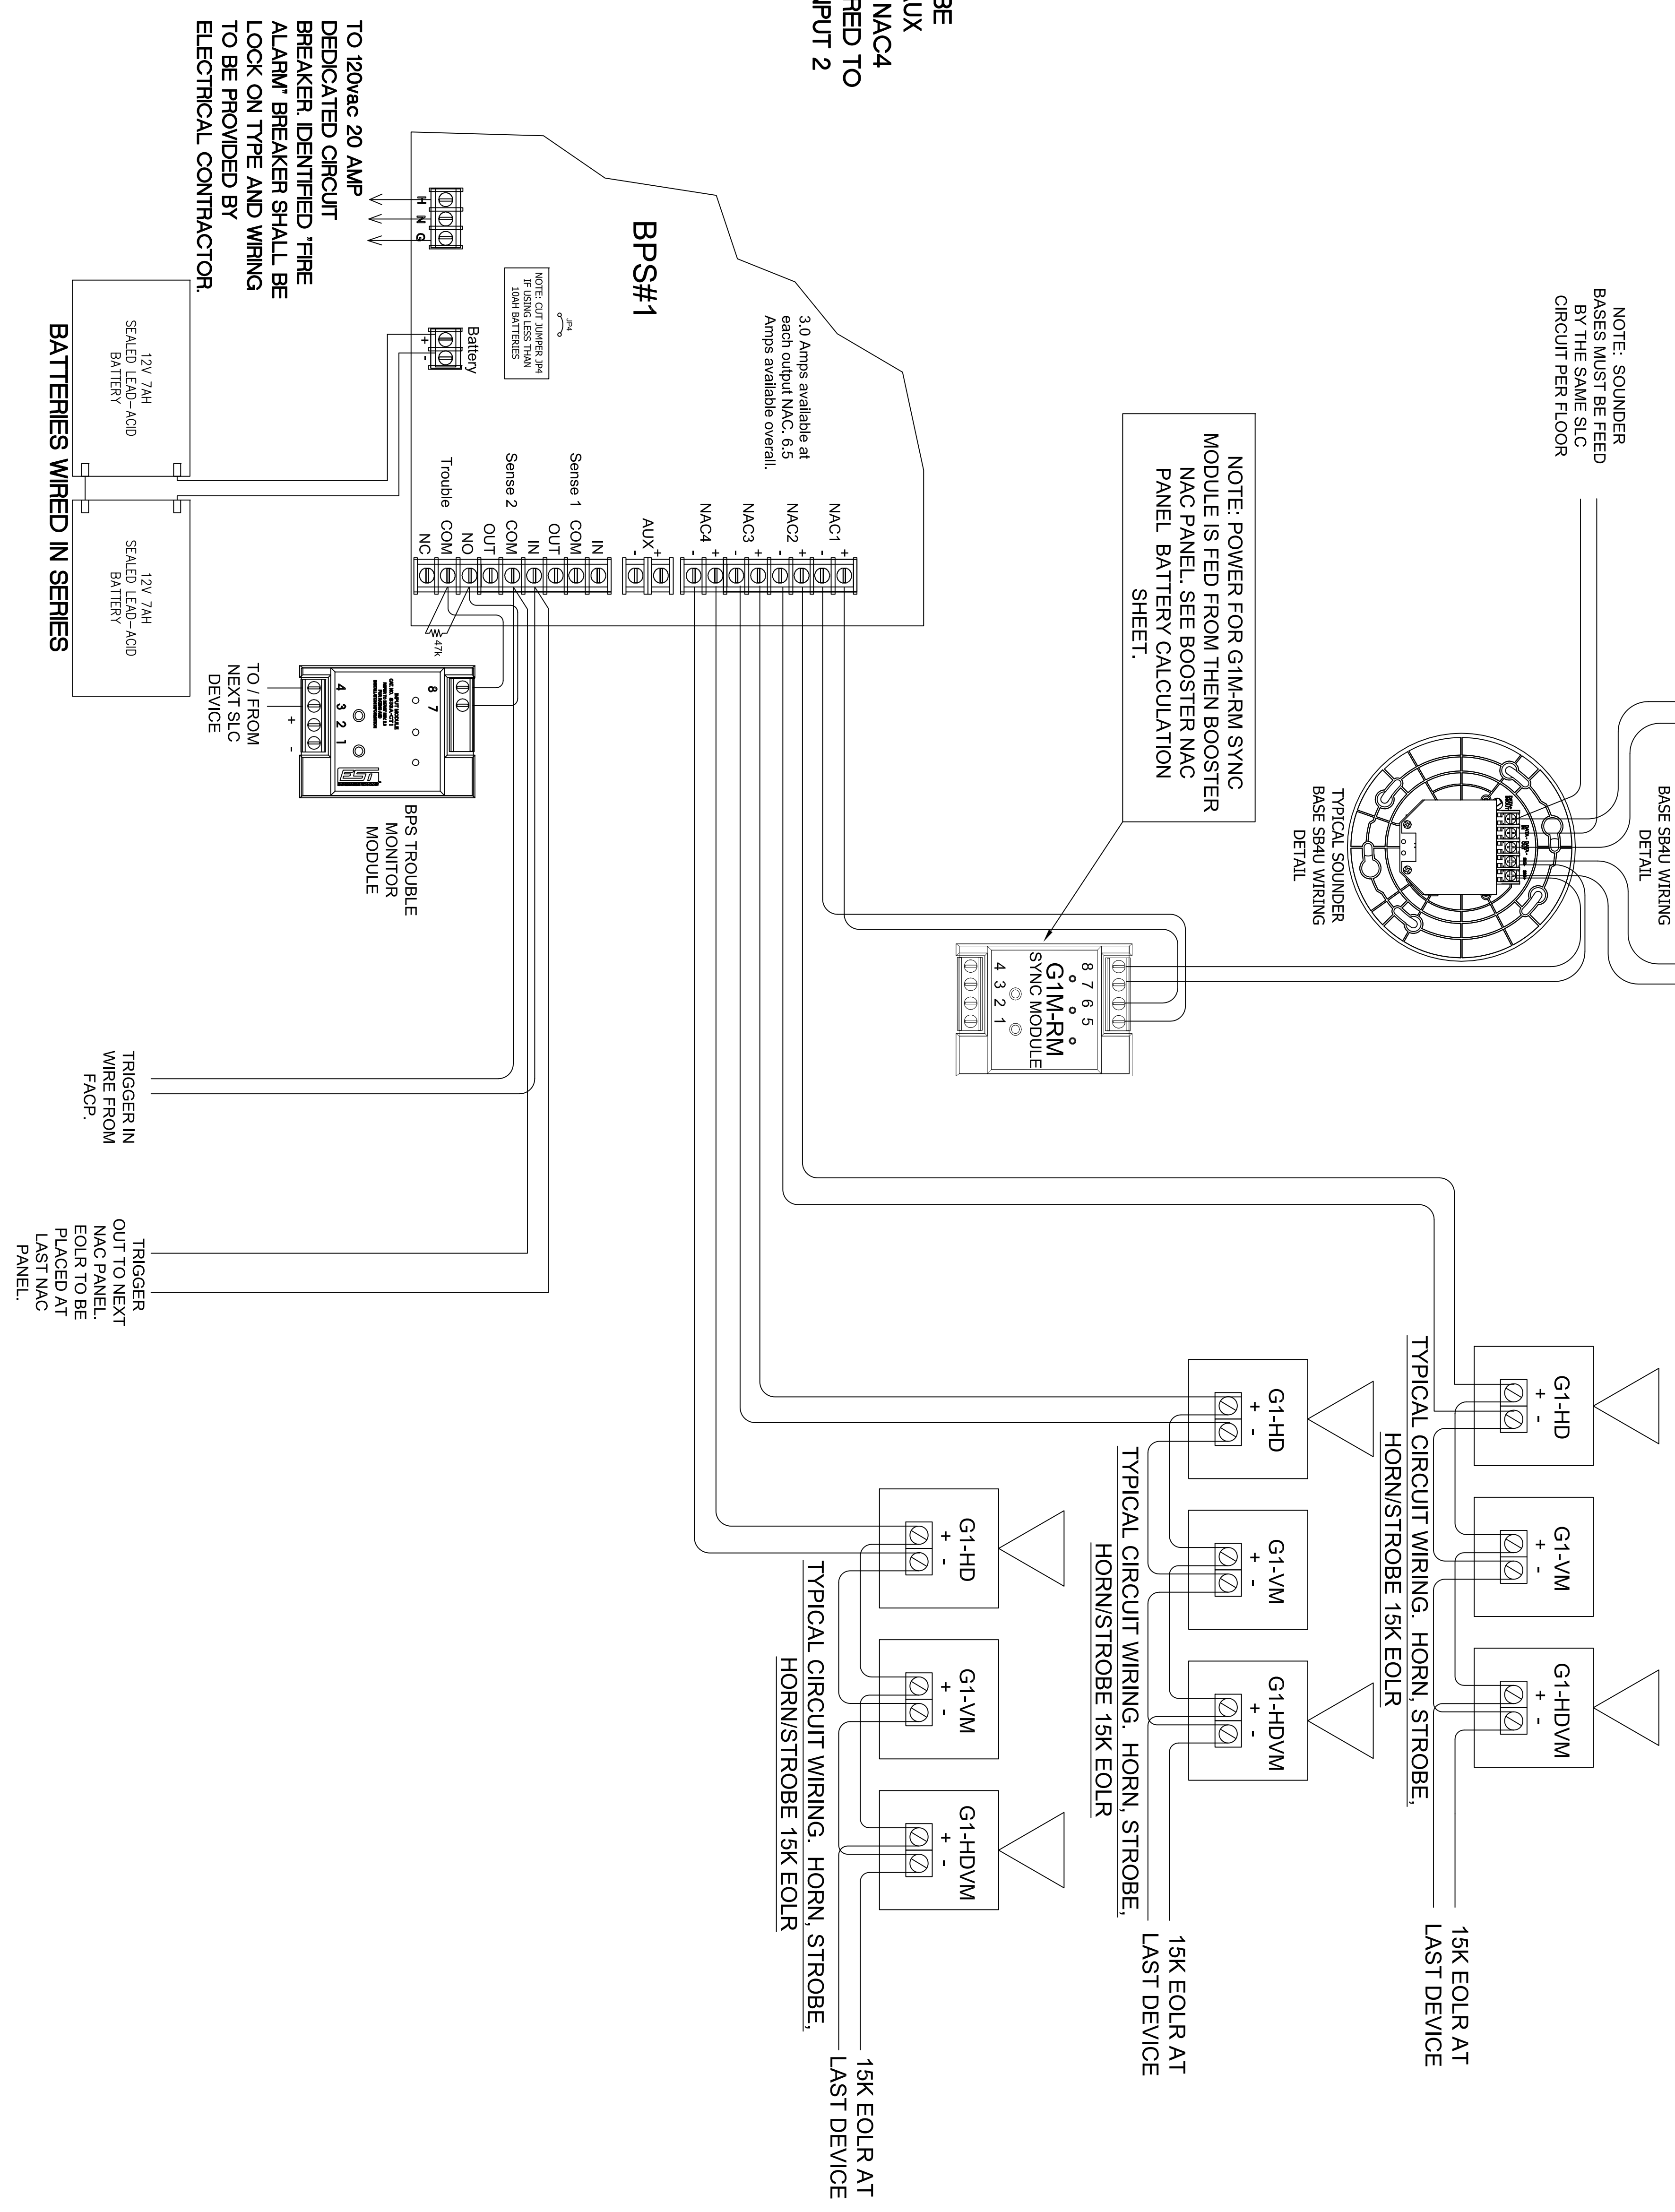 BE
AUX
NAC4
RED TO
NPUT 2
NOTE: SOUNDER
BASES MUST BE FEED
BY THE SAME SLC
CIRCUIT PER FLOOR
BASE SB4U WIRING
DETAIL
TYPICAL SOUNDER
BASE SB4U WIRING
DETAIL
NOTE: POWER FOR G1M-RM SYNC
MODULE IS FED FROM THEN BOOSTER
NAC PANEL. SEE BOOSTER NAC
PANEL BATTERY CALCULATION
SHEET.
8 7 6 5
G1M-RM
SYNC MODULE
4 3 2 1
TO 120vac 20 AMP
DEDICATED CIRCUIT
BREAKER. IDENTIFIED "FIRE
ALARM" BREAKER SHALL BE
LOCK ON TYPE AND WIRING
TO BE PROVIDED BY
ELECTRICAL CONTRACTOR.
H N G
BPS#1
JP4
NOTE: CUT JUMPER JP4
IF USING LESS THAN
10AH BATTERIES
Battery
+ -
3.0 Amps available at
each output NAC. 6.5
Amps available overall.
NAC1
+
-
NAC2
+
-
NAC3
+
-
NAC4
+
-
AUX
+
-
Sense 1
IN
COM
OUT
Sense 2
IN
COM
OUT
Trouble
NO
COM
NC
47k
12V 7AH
SEALED LEAD-ACID
BATTERY
12V 7AH
SEALED LEAD-ACID
BATTERY
BATTERIES WIRED IN SERIES
8 7
INPUT MODULE
4 3 2 1
EST
+ -
TO / FROM
NEXT SLC
DEVICE
BPS TROUBLE
MONITOR
MODULE
TRIGGER IN
WIRE FROM
FACP.
TRIGGER
OUT TO NEXT
NAC PANEL.
EOLR TO BE
PLACED AT
LAST NAC
PANEL.
G1-HD
+ -
G1-VM
+ -
G1-HDVM
+ -
TYPICAL CIRCUIT WIRING. HORN, STROBE,
HORN/STROBE 15K EOLR
15K EOLR AT
LAST DEVICE
G1-HD
+ -
G1-VM
+ -
G1-HDVM
+ -
TYPICAL CIRCUIT WIRING. HORN, STROBE,
HORN/STROBE 15K EOLR
15K EOLR AT
LAST DEVICE
G1-HD
+ -
G1-VM
+ -
G1-HDVM
+ -
TYPICAL CIRCUIT WIRING. HORN, STROBE,
HORN/STROBE 15K EOLR
15K EOLR AT
LAST DEVICE